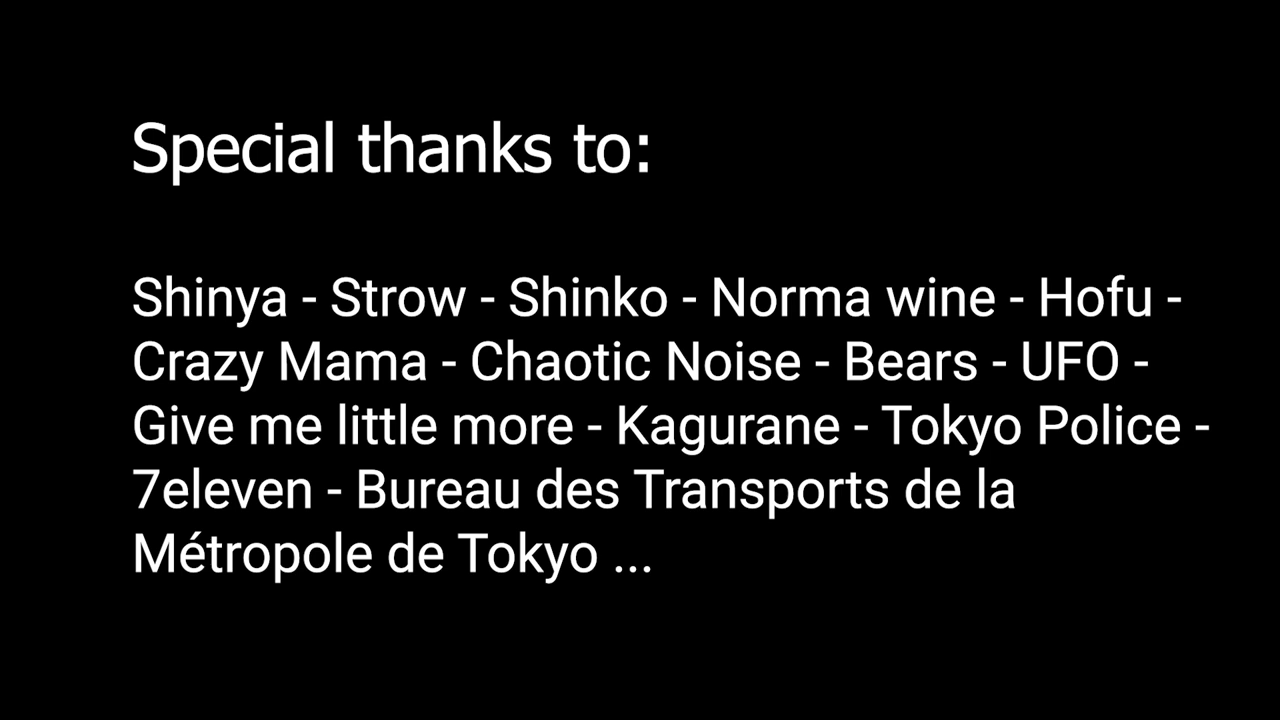 Special thanks to:
Shinya - Strow - Shinko - Norma wine - Hofu -
Crazy Mama - Chaotic Noise - Bears - UFO -
Give me little more - Kagurane - Tokyo Police -
7eleven - Bureau des Transports de la
Métropole de Tokyo ...